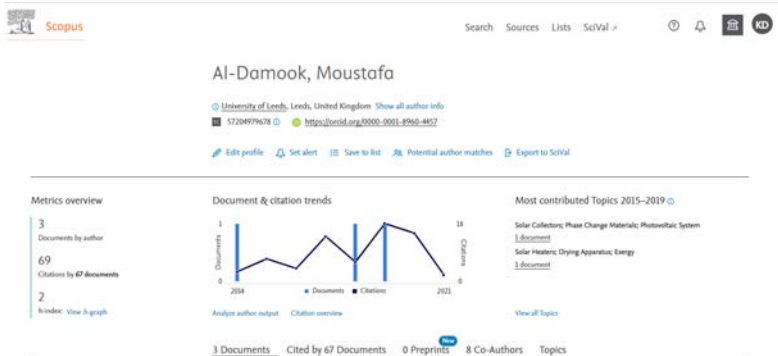 Scopus
Search Sources Lists SciVal
KD
Al-Damook, Moustafa
University of Leeds, Leeds, United Kingdom Show all author info
57204979678 https://orcid.org/0000-0001-8960-4457
Edit profile Set alert Save to list Potential author matches Export to SciVal
Metrics overview
3
Documents by author
69
Citations by 67 documents
2
h-index: View h-graph
Document & citation trends
1
0
Documents
18
0
Citations
2014 2021
Documents Citations
Analyze author output Citation overview
Most contributed Topics 2015–2019
Solar Collectors; Phase Change Materials; Photovoltaic System
1 document
Solar Heaters; Drying Apparatus; Exergy
1 document
View all Topics
New
3 Documents Cited by 67 Documents 0 Preprints 8 Co-Authors Topics